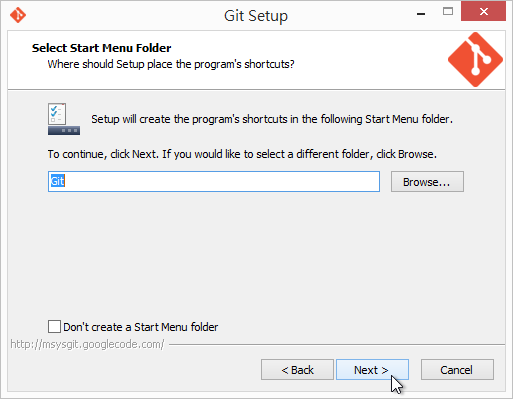 Git Setup
Select Start Menu Folder
Where should Setup place the program's shortcuts?
Setup will create the program's shortcuts in the following Start Menu folder.
To continue, click Next. If you would like to select a different folder, click Browse.
Git
Browse...
Don't create a Start Menu folder
http://msysgit.googlecode.com/
< Back
Next >
Cancel